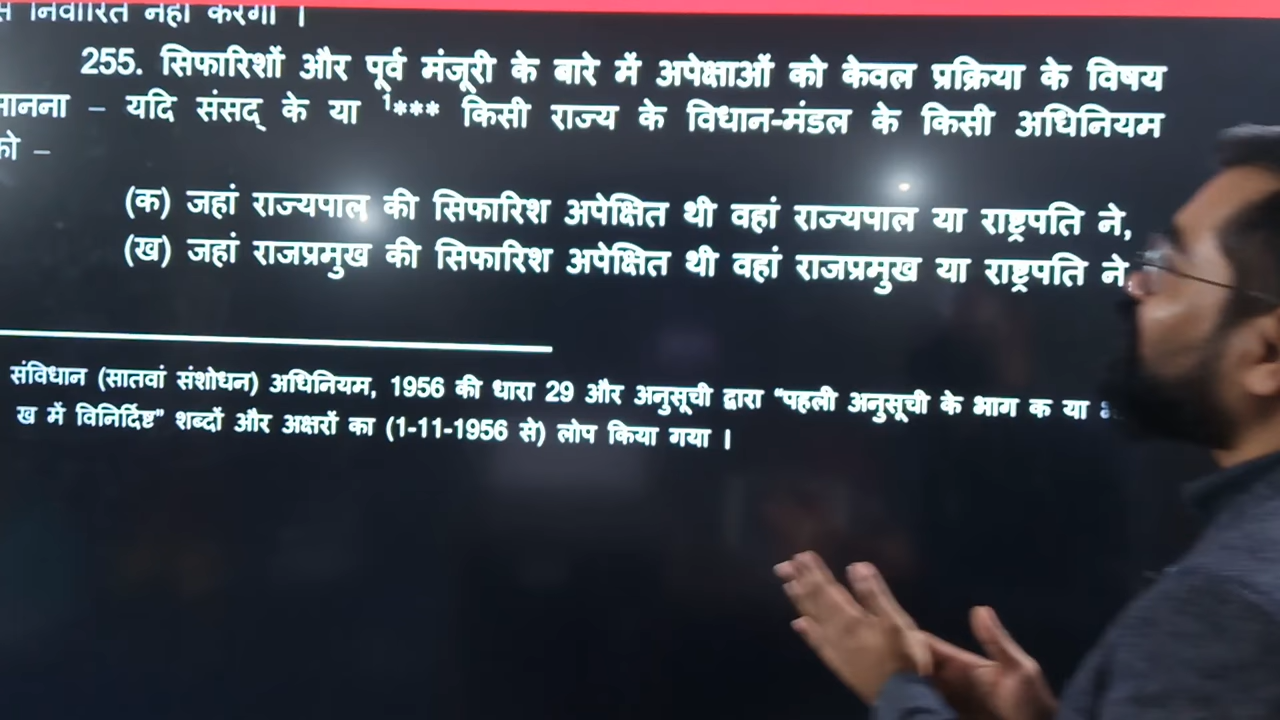 निवारित नहीं करेगी ।
255. सिफारिशों और पूर्व मंजूरी के बारे में अपेक्षाओं को केवल प्रक्रिया के विषय
मानना – यदि संसद् के या ¹*** किसी राज्य के विधान-मंडल के किसी अधिनियम
को –
(क) जहां राज्यपाल की सिफारिश अपेक्षित थी वहां राज्यपाल या राष्ट्रपति ने,
(ख) जहां राजप्रमुख की सिफारिश अपेक्षित थी वहां राजप्रमुख या राष्ट्रपति ने,
संविधान (सातवां संशोधन) अधिनियम, 1956 की धारा 29 और अनुसूची द्वारा “पहली अनुसूची के भाग क या
ख में विनिर्दिष्ट” शब्दों और अक्षरों का (1-11-1956 से) लोप किया गया ।